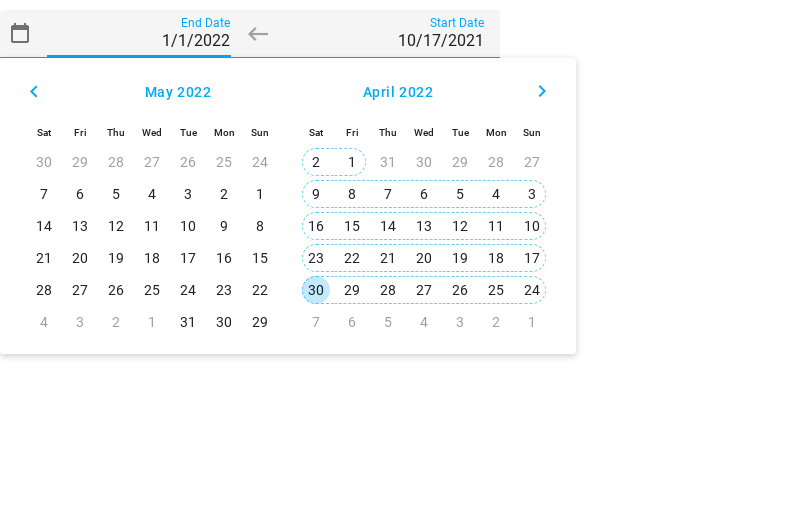 End Date Start Date
1/1/2022 10/17/2021
May 2022 April 2022
Sat Fri Thu Wed Tue Mon Sun Sat Fri Thu Wed Tue Mon Sun
30 29 28 27 26 25 24 2 1 31 30 29 28 27
7 6 5 4 3 2 1 9 8 7 6 5 4 3
14 13 12 11 10 9 8 16 15 14 13 12 11 10
21 20 19 18 17 16 15 23 22 21 20 19 18 17
28 27 26 25 24 23 22 30 29 28 27 26 25 24
4 3 2 1 31 30 29 7 6 5 4 3 2 1